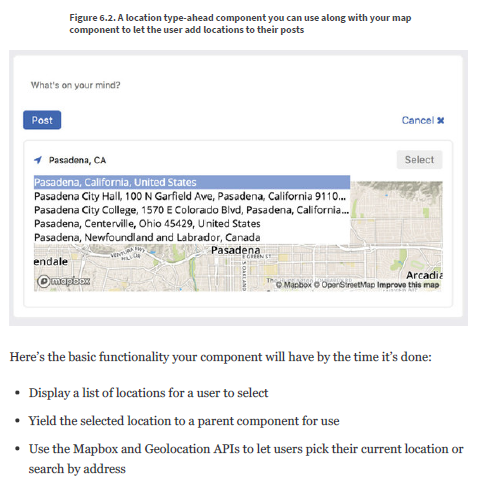 Figure 6.2. A location type-ahead component you can use along with your map
component to let the user add locations to their posts
What's on your mind?
Post
Cancel ✖
Pasadena, CA
Select
Pasadena, California, United States
Pasadena City Hall, 100 N Garfield Ave, Pasadena, California 9110...
Pasadena City College, 1570 E Colorado Blvd, Pasadena, California...
Pasadena, Centerville, Ohio 45429, United States
Pasadena, Newfoundland and Labrador, Canada
Pasadena
endale
Arcadia
mapbox
© Mapbox © OpenStreetMap Improve this map
Here's the basic functionality your component will have by the time it's done:
• Display a list of locations for a user to select
• Yield the selected location to a parent component for use
• Use the Mapbox and Geolocation APIs to let users pick their current location or
search by address